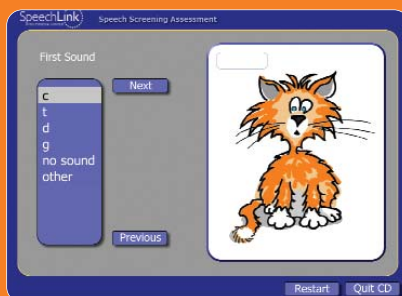 SpeechLink Speech Screening Assessment
First Sound
Next
c
t
d
g
no sound
other
Previous
Restart Quit CD